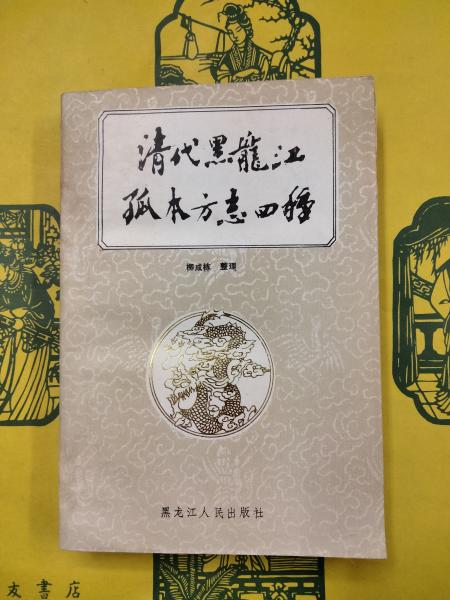 清代黑龍江
孤本方志四種
柳成栋 整理
黑龙江人民出版社
友書店